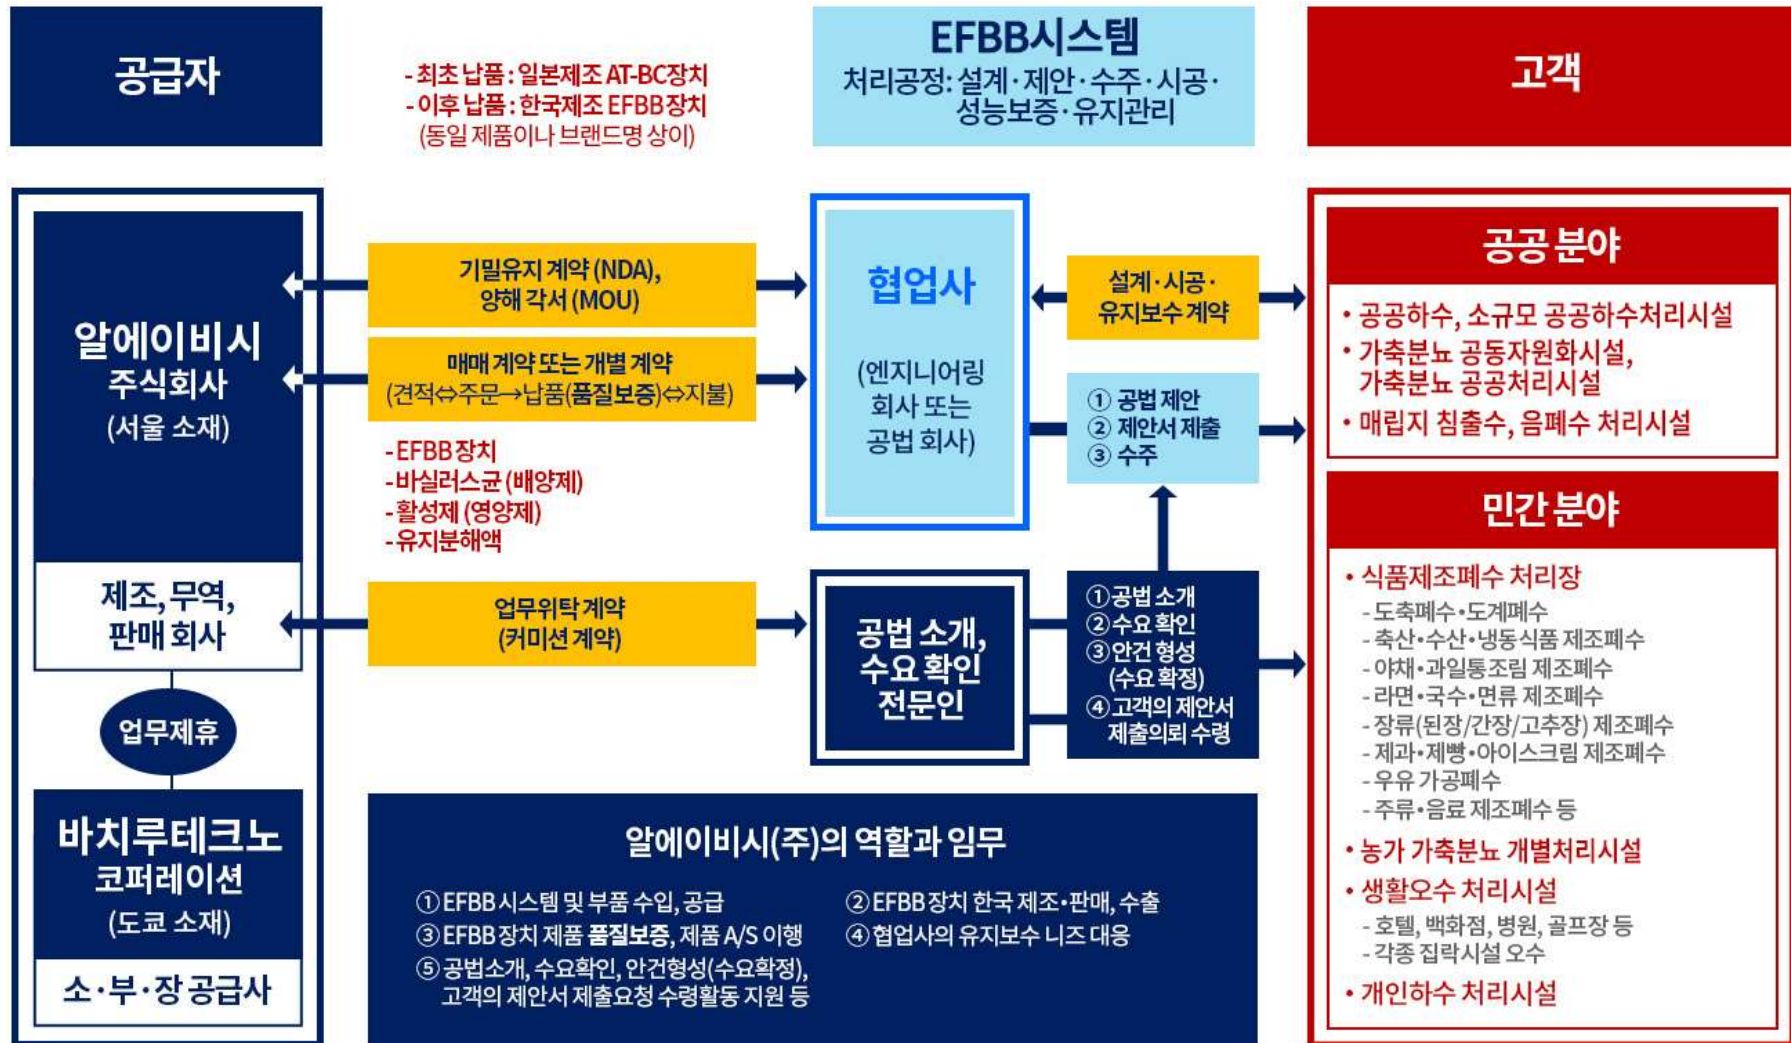 공급자
- 최초 납품 : 일본제조 AT-BC장치
- 이후 납품 : 한국제조 EFBB 장치
(동일 제품이나 브랜드명 상이)
EFBB시스템
처리공정: 설계·제안·수주·시공·
성능보증·유지관리
고객
알에이비시
주식회사
(서울 소재)
제조, 무역,
판매 회사
업무제휴
바치루테크노
코퍼레이션
(도쿄 소재)
소·부·장 공급사
기밀유지 계약 (NDA),
양해 각서 (MOU)
매매 계약 또는 개별 계약
(견적⇔주문→납품(품질보증)⇔지불)
- EFBB 장치
- 바실러스균 (배양제)
- 활성제 (영양제)
- 유지분해액
업무위탁 계약
(커미션 계약)
협업사
(엔지니어링
회사 또는
공법 회사)
공법 소개,
수요 확인
전문인
설계·시공·
유지보수 계약
① 공법 제안
② 제안서 제출
③ 수주
① 공법 소개
② 수요 확인
③ 안건 형성
(수요 확정)
④ 고객의 제안서
제출의뢰 수령
공공 분야
• 공공하수, 소규모 공공하수처리시설
• 가축분뇨 공동자원화시설,
가축분뇨 공공처리시설
• 매립지 침출수, 음폐수 처리시설
민간 분야
• 식품제조폐수 처리장
- 도축폐수•도계폐수
- 축산•수산•냉동식품 제조폐수
- 야채•과일통조림 제조폐수
- 라면•국수•면류 제조폐수
- 장류(된장/간장/고추장) 제조폐수
- 제과•제빵•아이스크림 제조폐수
- 우유 가공폐수
- 주류•음료 제조폐수 등
• 농가 가축분뇨 개별처리시설
• 생활오수 처리시설
- 호텔, 백화점, 병원, 골프장 등
- 각종 집락시설 오수
• 개인하수 처리시설
알에이비시(주)의 역할과 임무
① EFBB 시스템 및 부품 수입, 공급
② EFBB 장치 한국 제조•판매, 수출
③ EFBB 장치 제품 품질보증, 제품 A/S 이행
④ 협업사의 유지보수 니즈 대응
⑤ 공법소개, 수요확인, 안건형성(수요확정),
고객의 제안서 제출요청 수령활동 지원 등